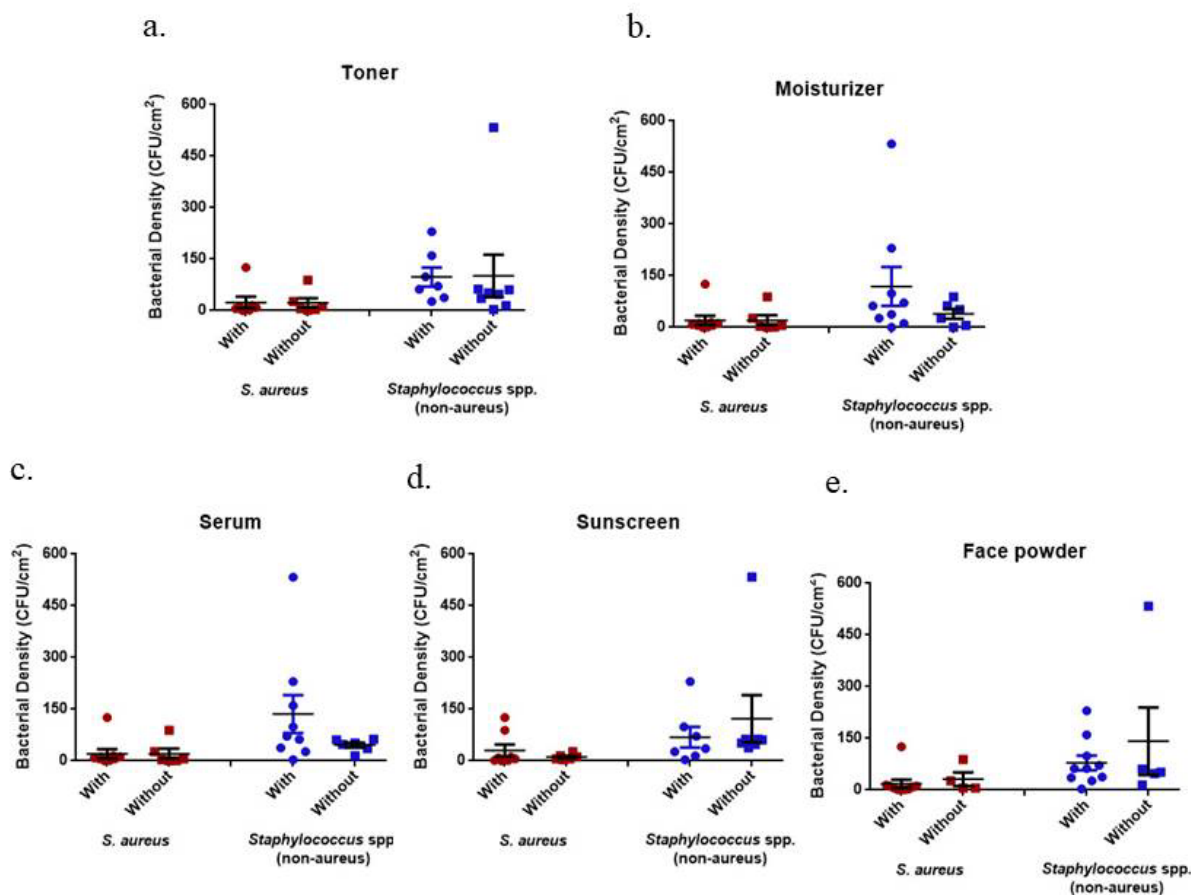 a.
Toner
Bacterial Density (CFU/cm²)
600
450
300
150
0
With
Without
With
Without
S. aureus
Staphylococcus spp.
(non-aureus)
b.
Moisturizer
Bacterial Density (CFU/cm²)
600
450
300
150
0
With
Without
With
Without
S. aureus
Staphylococcus spp.
(non-aureus)
c.
Serum
Bacterial Density (CFU/cm²)
600
450
300
150
0
With
Without
With
Without
S. aureus
Staphylococcus spp
(non-aureus)
d.
Sunscreen
Bacterial Density (CFU/cm²)
600
450
300
150
0
With
Without
With
Without
S. aureus
Staphylococcus spp.
(non-aureus)
e.
Face powder
Bacterial Density (CFU/cm²)
600
450
300
150
0
With
Without
With
Without
S. aureus
Staphylococcus spp.
(non-aureus)